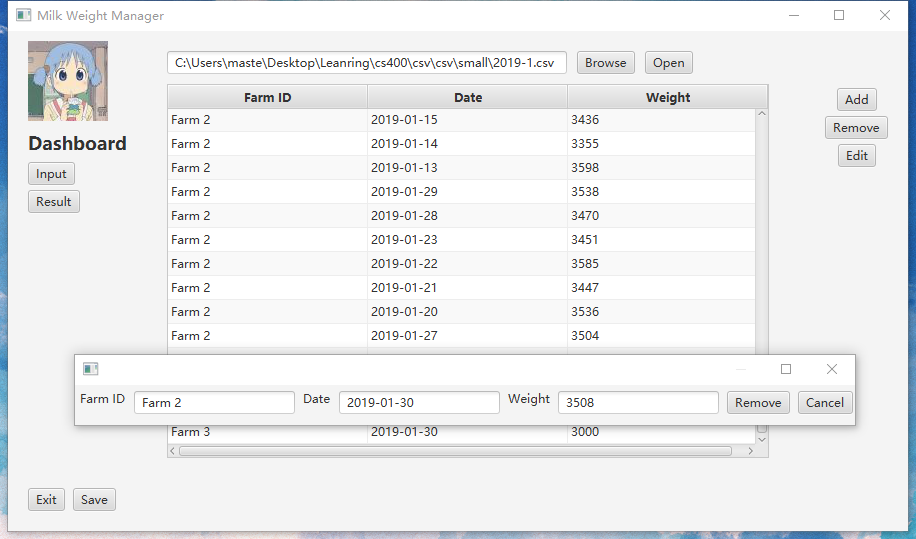 Milk Weight Manager
C:\Users\maste\Desktop\Leanring\cs400\csv\csv\small\2019-1.csv Browse Open
Dashboard
Input
Result
Farm ID Date Weight
Farm 2 2019-01-15 3436
Farm 2 2019-01-14 3355
Farm 2 2019-01-13 3598
Farm 2 2019-01-29 3538
Farm 2 2019-01-28 3470
Farm 2 2019-01-23 3451
Farm 2 2019-01-22 3585
Farm 2 2019-01-21 3447
Farm 2 2019-01-20 3536
Farm 2 2019-01-27 3504
Add
Remove
Edit
Farm ID Farm 2 Date 2019-01-30 Weight 3508 Remove Cancel
Farm 3 2019-01-30 3000
Exit Save